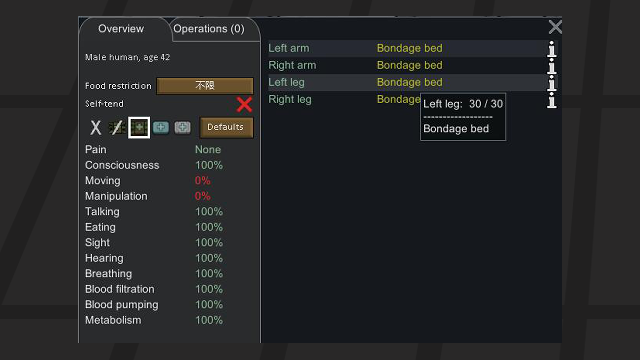 Overview
Operations (0)
Male human, age 42
Food restriction
不限
Self-tend
Defaults
Pain None
Consciousness 100%
Moving 0%
Manipulation 0%
Talking 100%
Eating 100%
Sight 100%
Hearing 100%
Breathing 100%
Blood filtration 100%
Blood pumping 100%
Metabolism 100%
Left arm Bondage bed
Right arm Bondage bed
Left leg Bondage bed
Right leg Bondage
Left leg: 30 / 30
-----------------
Bondage bed